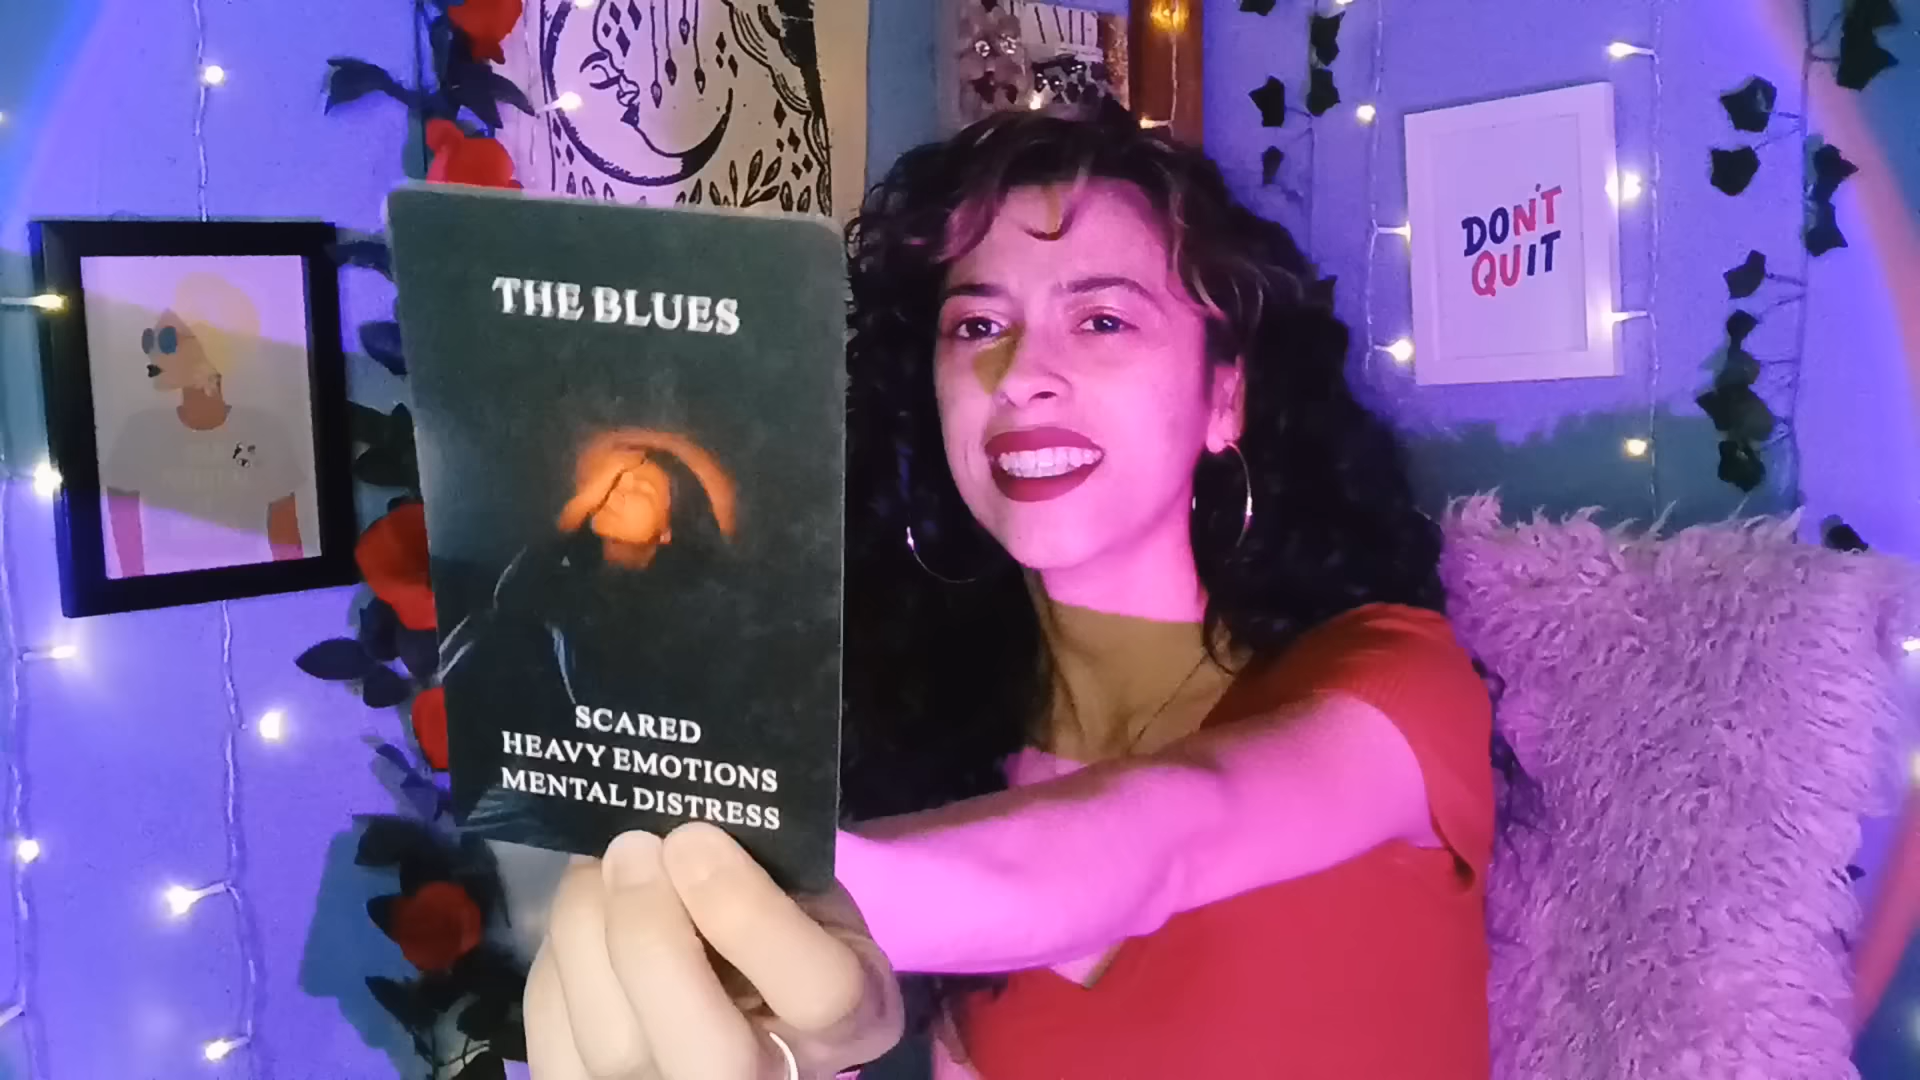 THE BLUES
SCARED
HEAVY EMOTIONS
MENTAL DISTRESS
DON'T
QUIT